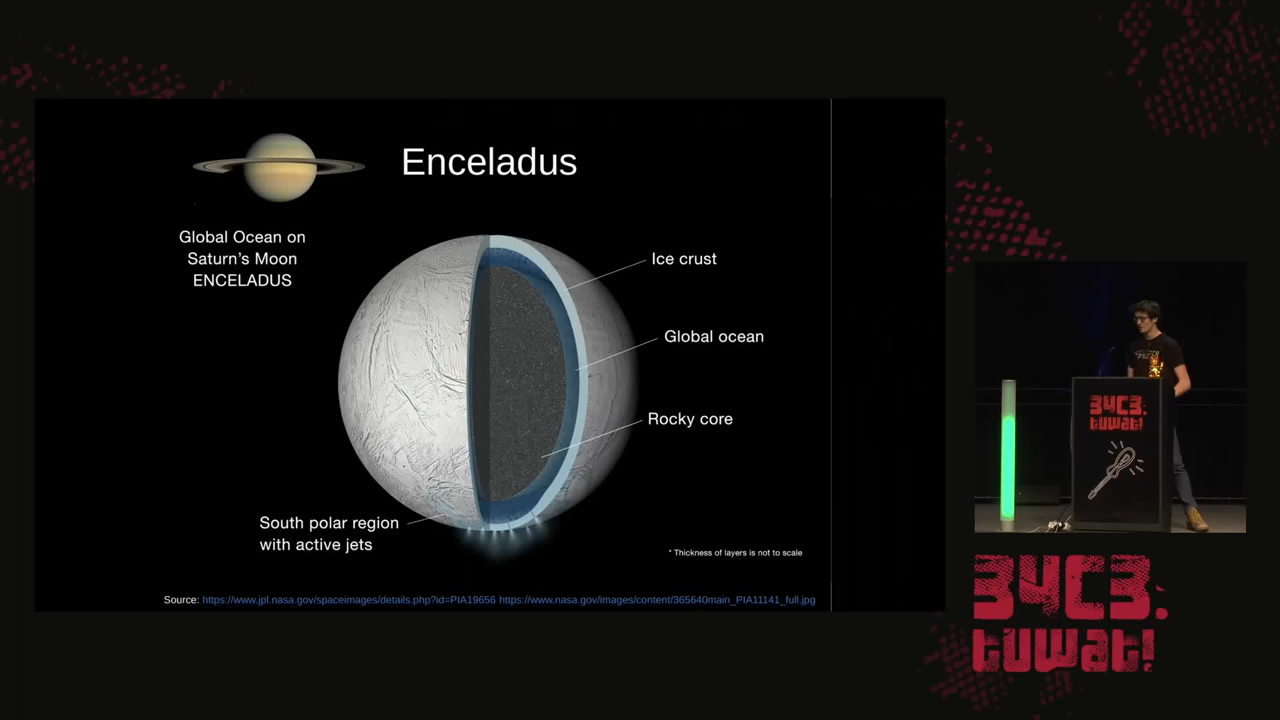 Enceladus
Global Ocean on
Saturn's Moon
ENCELADUS
Ice crust
Global ocean
Rocky core
South polar region
with active jets
* Thickness of layers is not to scale
Source: https://www.jpl.nasa.gov/spaceimages/details.php?id=PIA19656 https://www.nasa.gov/images/content/365640main_PIA11141_full.jpg
34C3.
tuwat!
34C3.
tuwat!